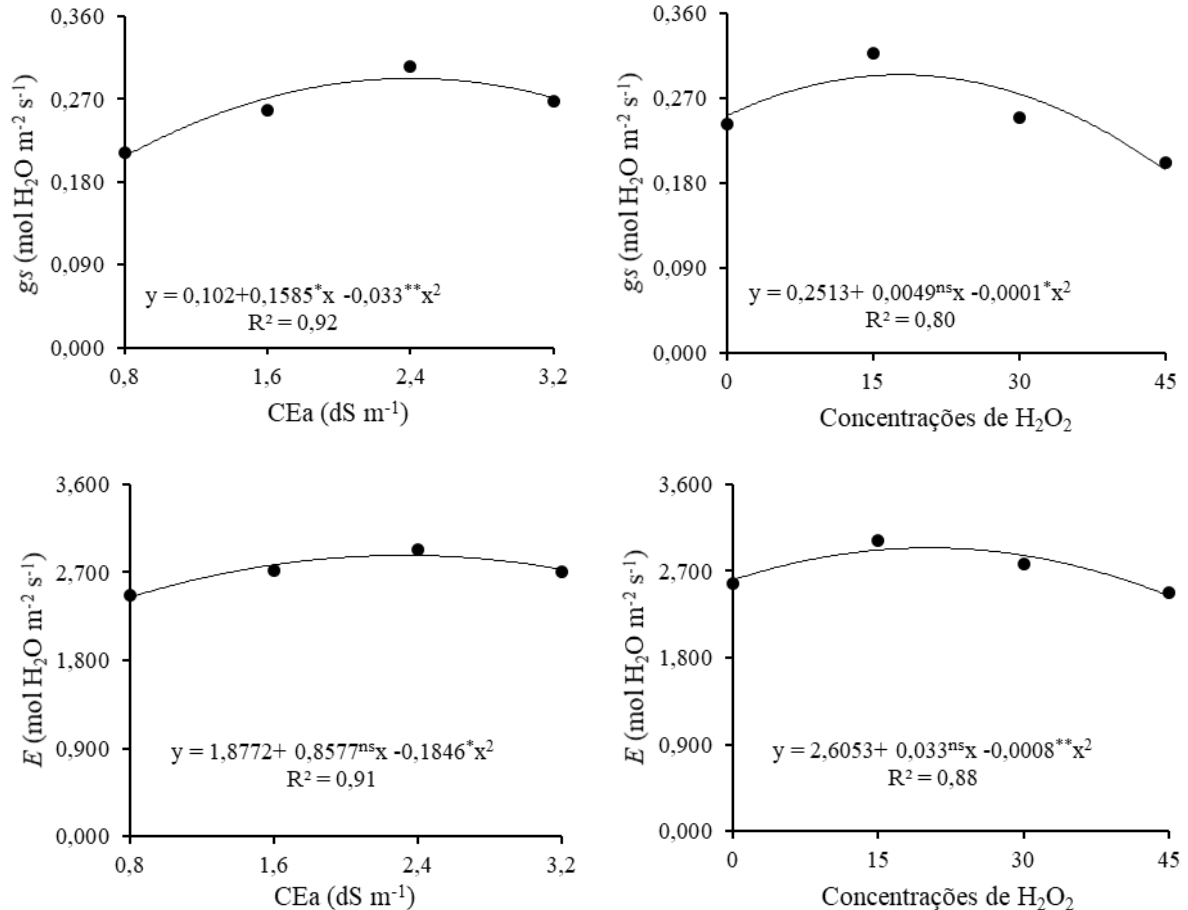 0,360
0,270
0,180
0,090
0,000
gs (mol H₂O m⁻² s⁻¹)
y = 0,102+0,1585*x -0,033**x²
R² = 0,92
0,8 1,6 2,4 3,2
CEa (dS m⁻¹)
0,360
0,270
0,180
0,090
0,000
gs (mol H₂O m⁻² s⁻¹)
y = 0,2513+ 0,0049ⁿˢx -0,0001*x²
R² = 0,80
0 15 30 45
Concentrações de H₂O₂
3,600
2,700
1,800
0,900
0,000
E (mol H₂O m⁻² s⁻¹)
y = 1,8772+ 0,8577ⁿˢx -0,1846*x²
R² = 0,91
0,8 1,6 2,4 3,2
CEa (dS m⁻¹)
3,600
2,700
1,800
0,900
0,000
E (mol H₂O m⁻² s⁻¹)
y = 2,6053+ 0,033ⁿˢx -0,0008**x²
R² = 0,88
0 15 30 45
Concentrações de H₂O₂